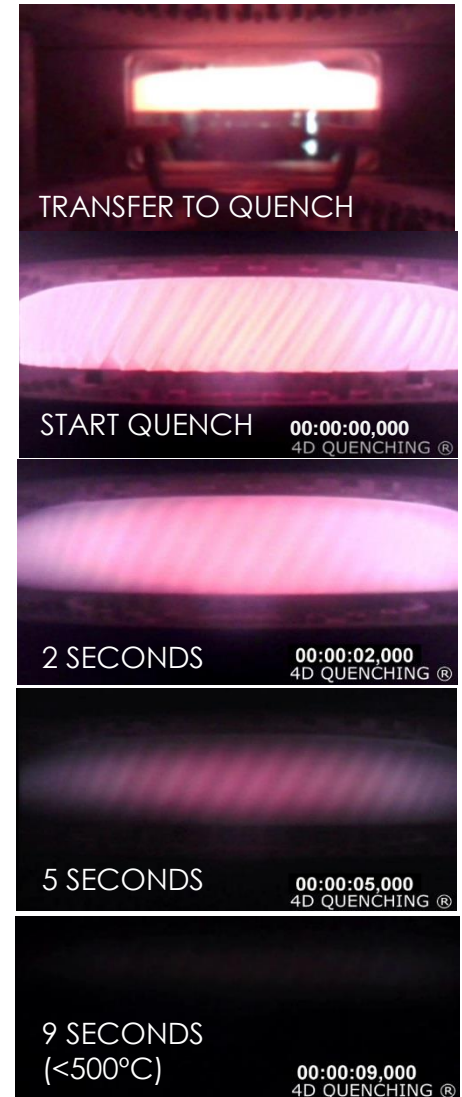 TRANSFER TO QUENCH
START QUENCH
00:00:00,000
4D QUENCHING ®
2 SECONDS
00:00:02,000
4D QUENCHING ®
5 SECONDS
00:00:05,000
4D QUENCHING ®
9 SECONDS
(<500ºC)
00:00:09,000
4D QUENCHING ®